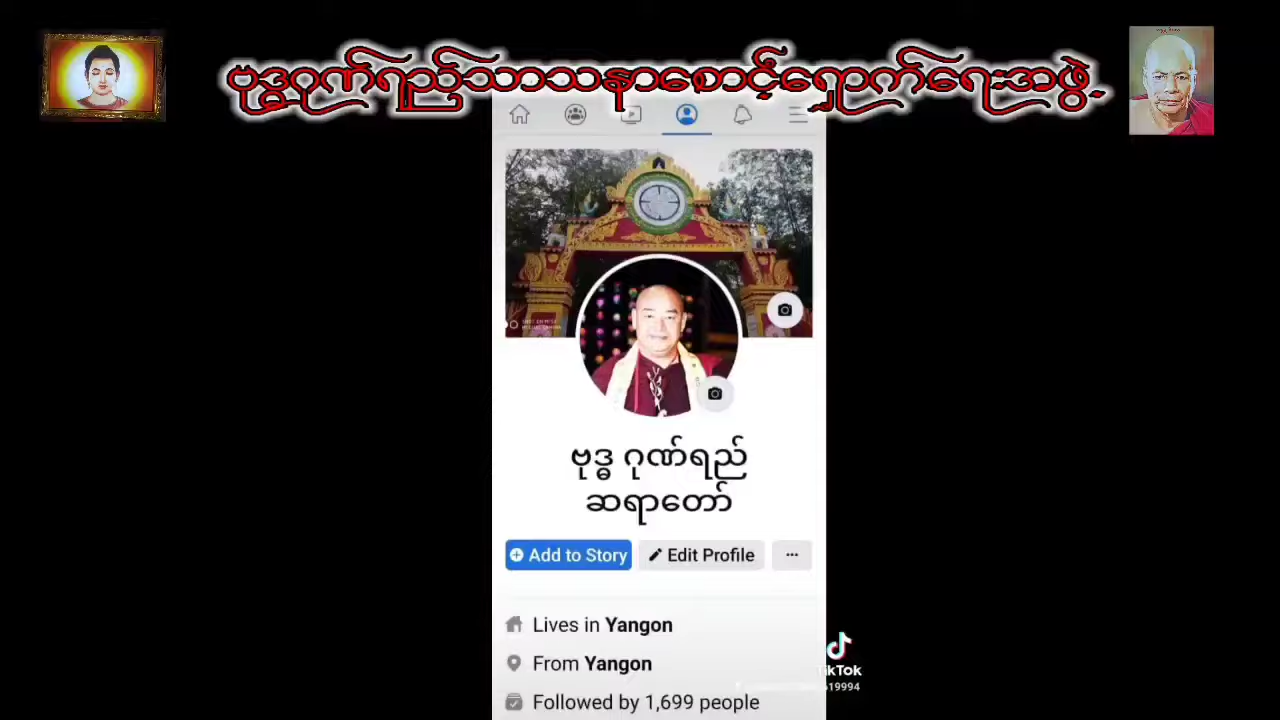 ဗုဒ္ဓဂုဏ်ရည်သာသနာစောင့်ရှောက်ရေးအဖွဲ့
ဗုဒ္ဓ ဂုဏ်ရည်
ဆရာတော်
Add to Story
Edit Profile
Lives in Yangon
From Yangon
Followed by 1,699 people
TikTok